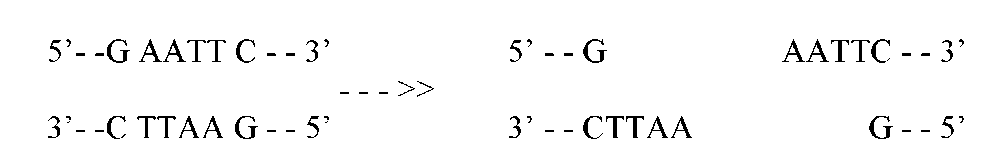 5’- -G AATT C - - 3’ 5’ - - G AATTC - - 3’
- - - >>
3’- -C TTAA G - - 5’ 3’ - - CTTAA G - - 5’